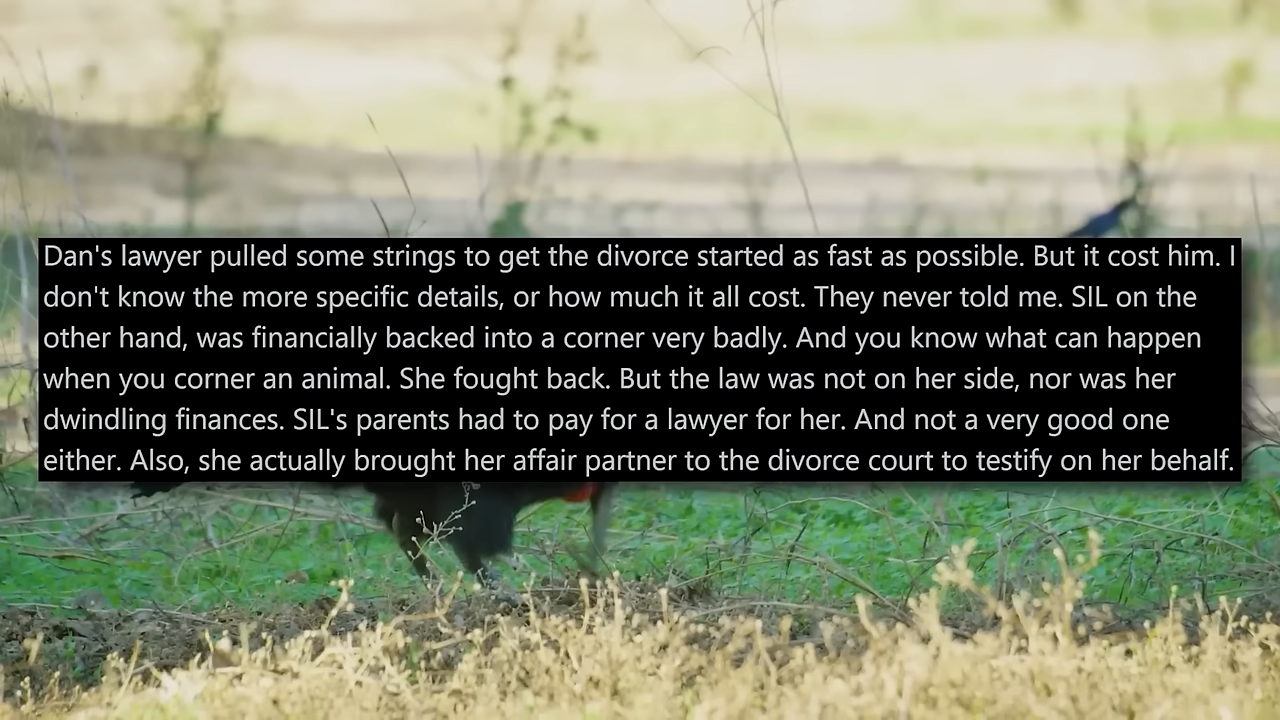 Dan's lawyer pulled some strings to get the divorce started as fast as possible. But it cost him. I
don't know the more specific details, or how much it all cost. They never told me. SIL on the
other hand, was financially backed into a corner very badly. And you know what can happen
when you corner an animal. She fought back. But the law was not on her side, nor was her
dwindling finances. SIL's parents had to pay for a lawyer for her. And not a very good one
either. Also, she actually brought her affair partner to the divorce court to testify on her behalf.